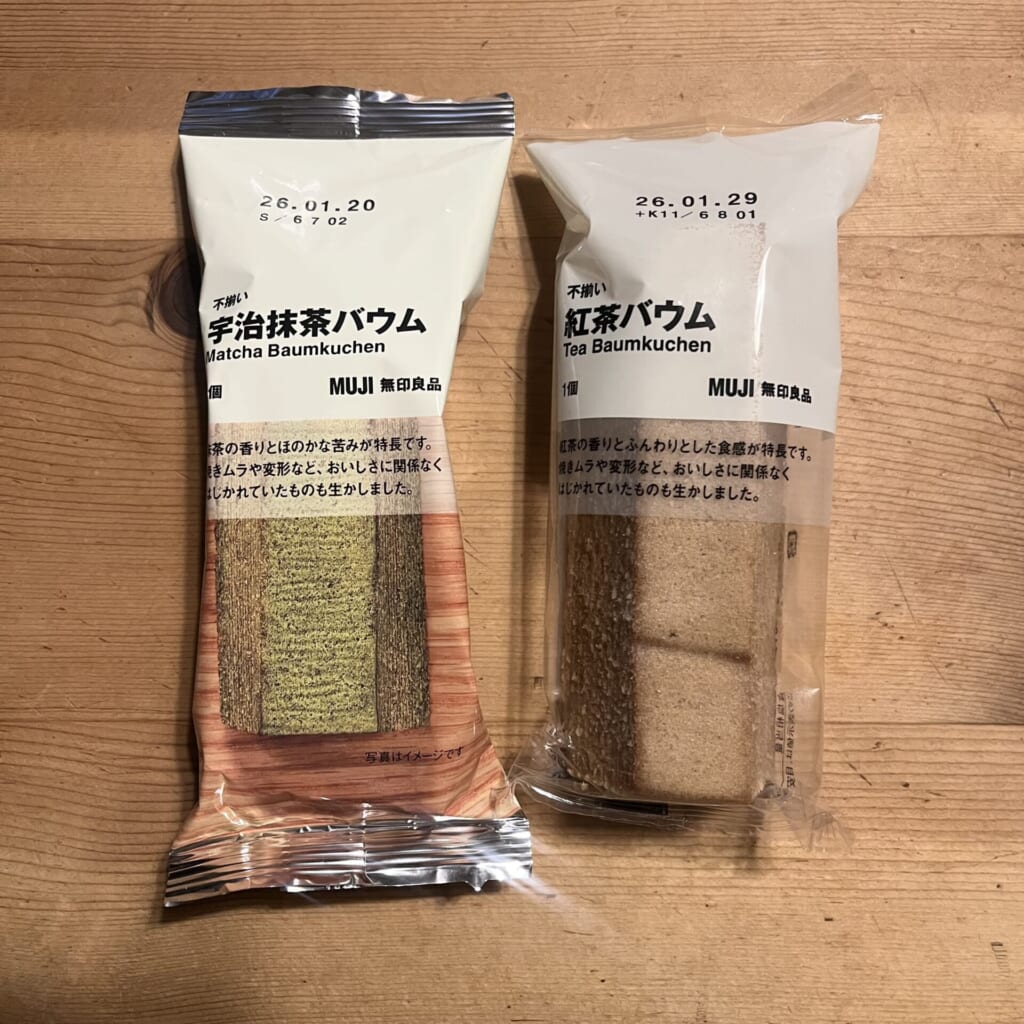 26.01.20
S/6702
不揃い
宇治抹茶バウム
Matcha Baumkuchen
1個
MUJI 無印良品
抹茶の香りとほのかな苦みが特長です。
焼きムラや変形など、おいしさに関係なく
はじかれていたものも生かしました。
写真はイメージです
26.01.29
+K11/6801
不揃い
紅茶バウム
Tea Baumkuchen
1個
MUJI 無印良品
紅茶の香りとふんわりとした食感が特長です。
焼きムラや変形など、おいしさに関係なく
はじかれていたものも生かしました。